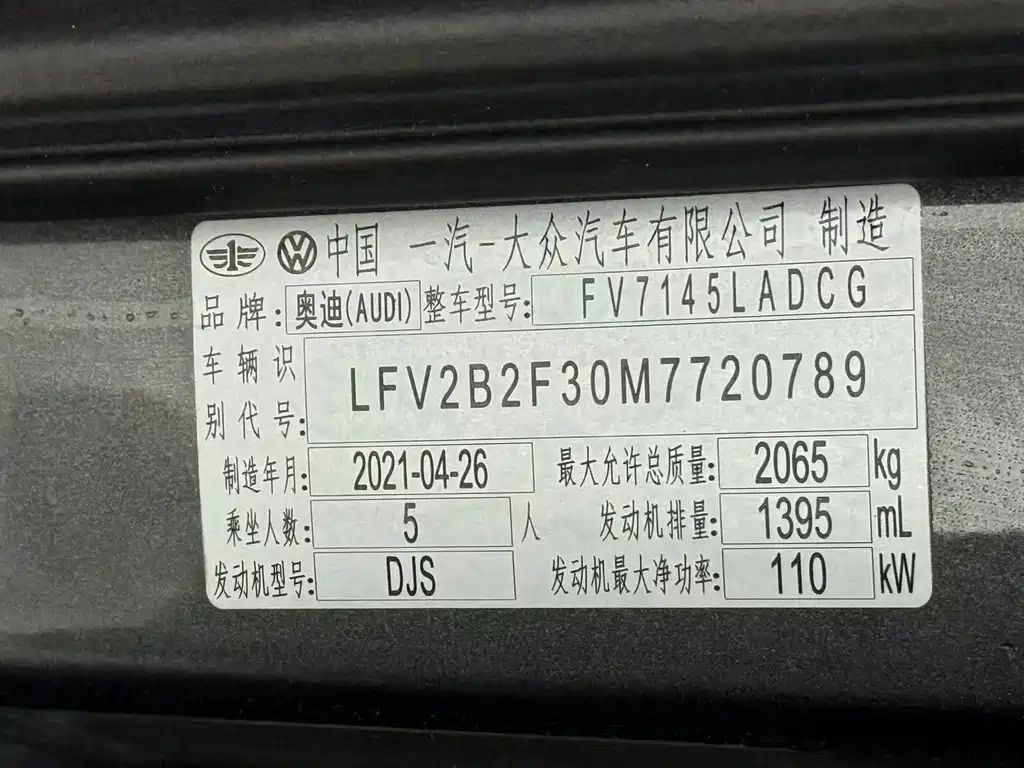 中国 一汽-大众汽车有限公司 制造
品牌: 奥迪(AUDI) 整车型号: FV7145LADCG
车辆识别代号: LFV2B2F30M7720789
制造年月: 2021-04-26 最大允许总质量: 2065 kg
乘坐人数: 5 人 发动机排量: 1395 mL
发动机型号: DJS 发动机最大净功率: 110 kW